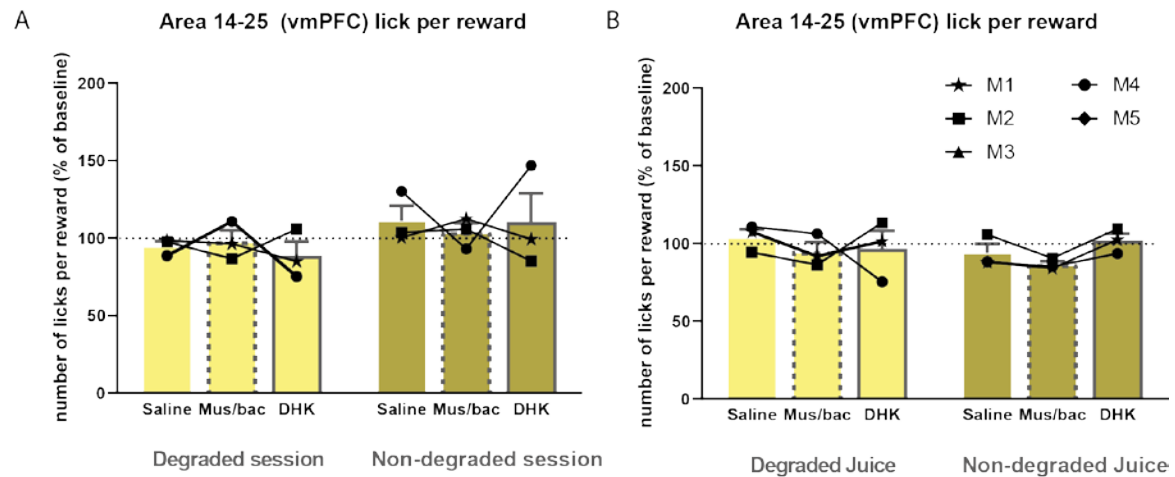 A
Area 14-25 (vmPFC) lick per reward
number of licks per reward (% of baseline)
200
150
100
50
0
Saline Mus/bac DHK
Saline Mus/bac DHK
Degraded session
Non-degraded session
B
Area 14-25 (vmPFC) lick per reward
number of licks per reward (% of baseline)
200
150
100
50
0
M1
M2
M3
M4
M5
Saline Mus/bac DHK
Saline Mus/bac DHK
Degraded Juice
Non-degraded Juice